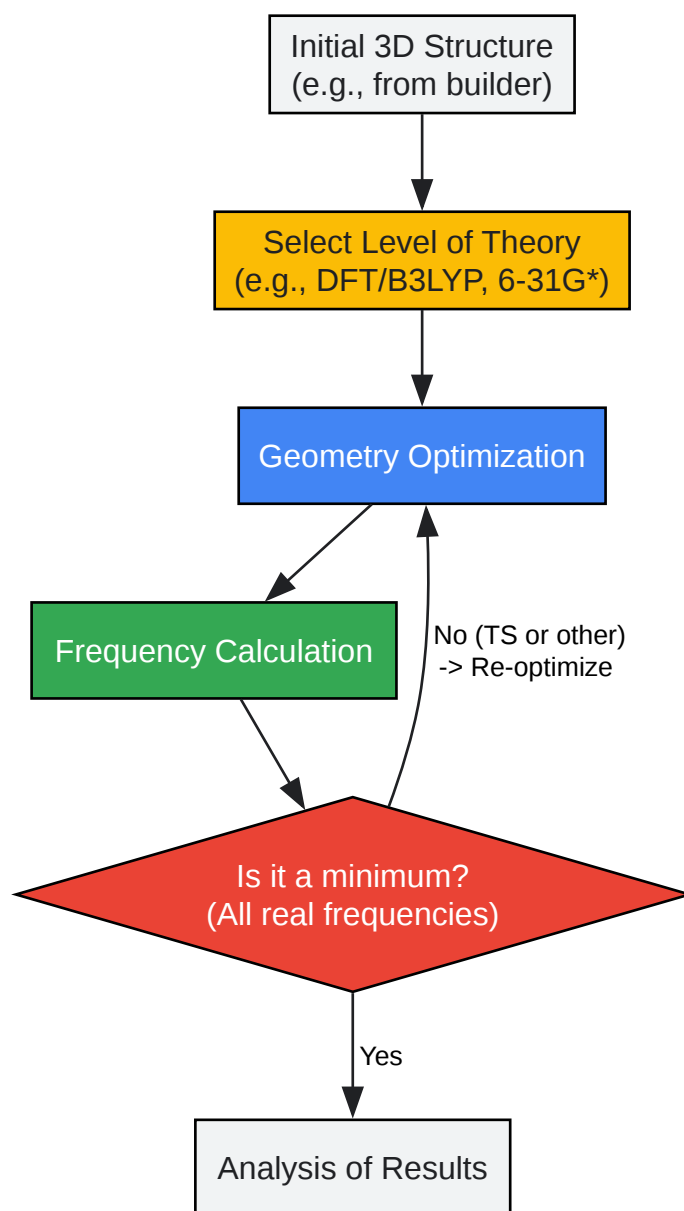 Initial 3D Structure
(e.g., from builder)
Select Level of Theory
(e.g., DFT/B3LYP, 6-31G*)
Geometry Optimization
Frequency Calculation
No (TS or other)
-> Re-optimize
Is it a minimum?
(All real frequencies)
Yes
Analysis of Results